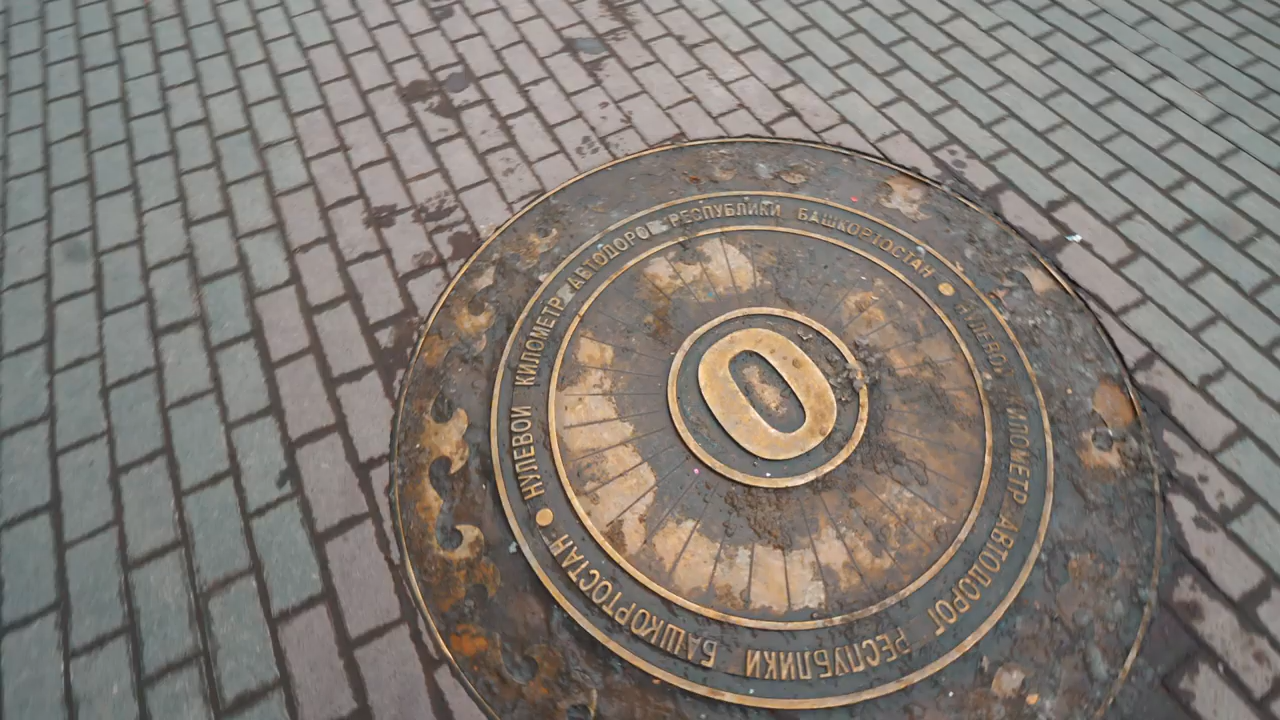 НУЛЕВОЙ КИЛОМЕТР АВТОДОРОГ РЕСПУБЛИКИ БАШКОРТОСТАН
НУЛЕВОЙ КИЛОМЕТР АВТОДОРОГ РЕСПУБЛИКИ БАШКОРТОСТАН
0